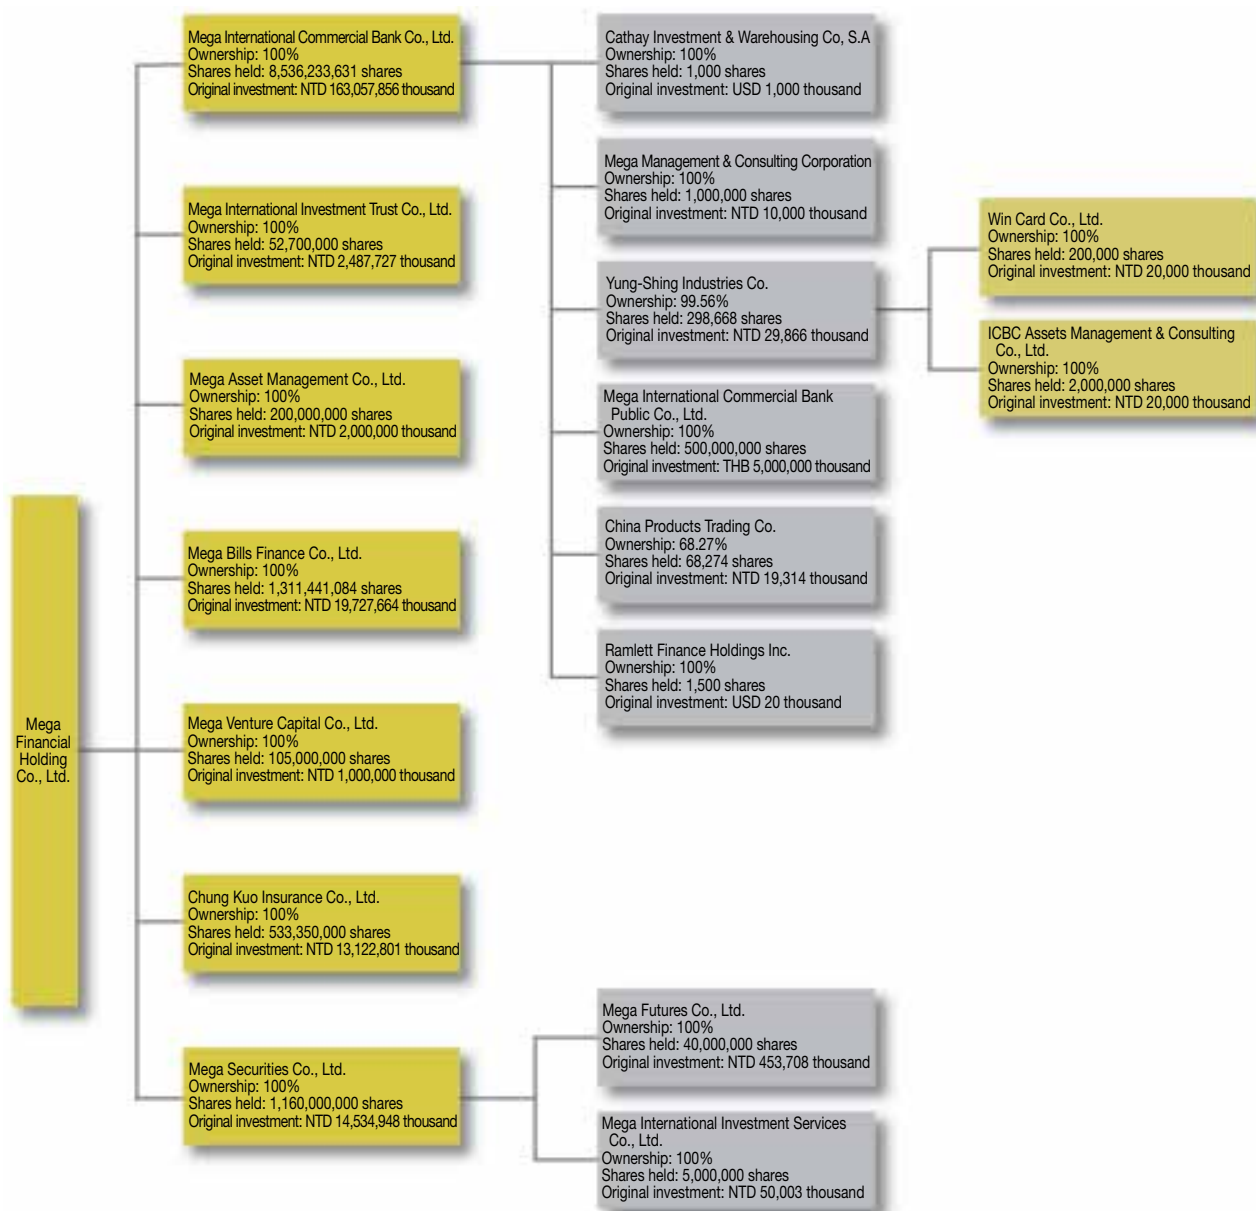 Mega
Financial
Holding
Co., Ltd.
Mega International Commercial Bank Co., Ltd.
Ownership: 100%
Shares held: 8,536,233,631 shares
Original investment: NTD 163,057,856 thousand
Mega International Investment Trust Co., Ltd.
Ownership: 100%
Shares held: 52,700,000 shares
Original investment: NTD 2,487,727 thousand
Mega Asset Management Co., Ltd.
Ownership: 100%
Shares held: 200,000,000 shares
Original investment: NTD 2,000,000 thousand
Mega Bills Finance Co., Ltd.
Ownership: 100%
Shares held: 1,311,441,084 shares
Original investment: NTD 19,727,664 thousand
Mega Venture Capital Co., Ltd.
Ownership: 100%
Shares held: 105,000,000 shares
Original investment: NTD 1,000,000 thousand
Chung Kuo Insurance Co., Ltd.
Ownership: 100%
Shares held: 533,350,000 shares
Original investment: NTD 13,122,801 thousand
Mega Securities Co., Ltd.
Ownership: 100%
Shares held: 1,160,000,000 shares
Original investment: NTD 14,534,948 thousand
Cathay Investment & Warehousing Co, S.A
Ownership: 100%
Shares held: 1,000 shares
Original investment: USD 1,000 thousand
Mega Management & Consulting Corporation
Ownership: 100%
Shares held: 1,000,000 shares
Original investment: NTD 10,000 thousand
Yung-Shing Industries Co.
Ownership: 99.56%
Shares held: 298,668 shares
Original investment: NTD 29,866 thousand
Mega International Commercial Bank
Public Co., Ltd.
Ownership: 100%
Shares held: 500,000,000 shares
Original investment: THB 5,000,000 thousand
China Products Trading Co.
Ownership: 68.27%
Shares held: 68,274 shares
Original investment: NTD 19,314 thousand
Ramlett Finance Holdings Inc.
Ownership: 100%
Shares held: 1,500 shares
Original investment: USD 20 thousand
Mega Futures Co., Ltd.
Ownership: 100%
Shares held: 40,000,000 shares
Original investment: NTD 453,708 thousand
Mega International Investment Services
Co., Ltd.
Ownership: 100%
Shares held: 5,000,000 shares
Original investment: NTD 50,003 thousand
Win Card Co., Ltd.
Ownership: 100%
Shares held: 200,000 shares
Original investment: NTD 20,000 thousand
ICBC Assets Management & Consulting
Co., Ltd.
Ownership: 100%
Shares held: 2,000,000 shares
Original investment: NTD 20,000 thousand